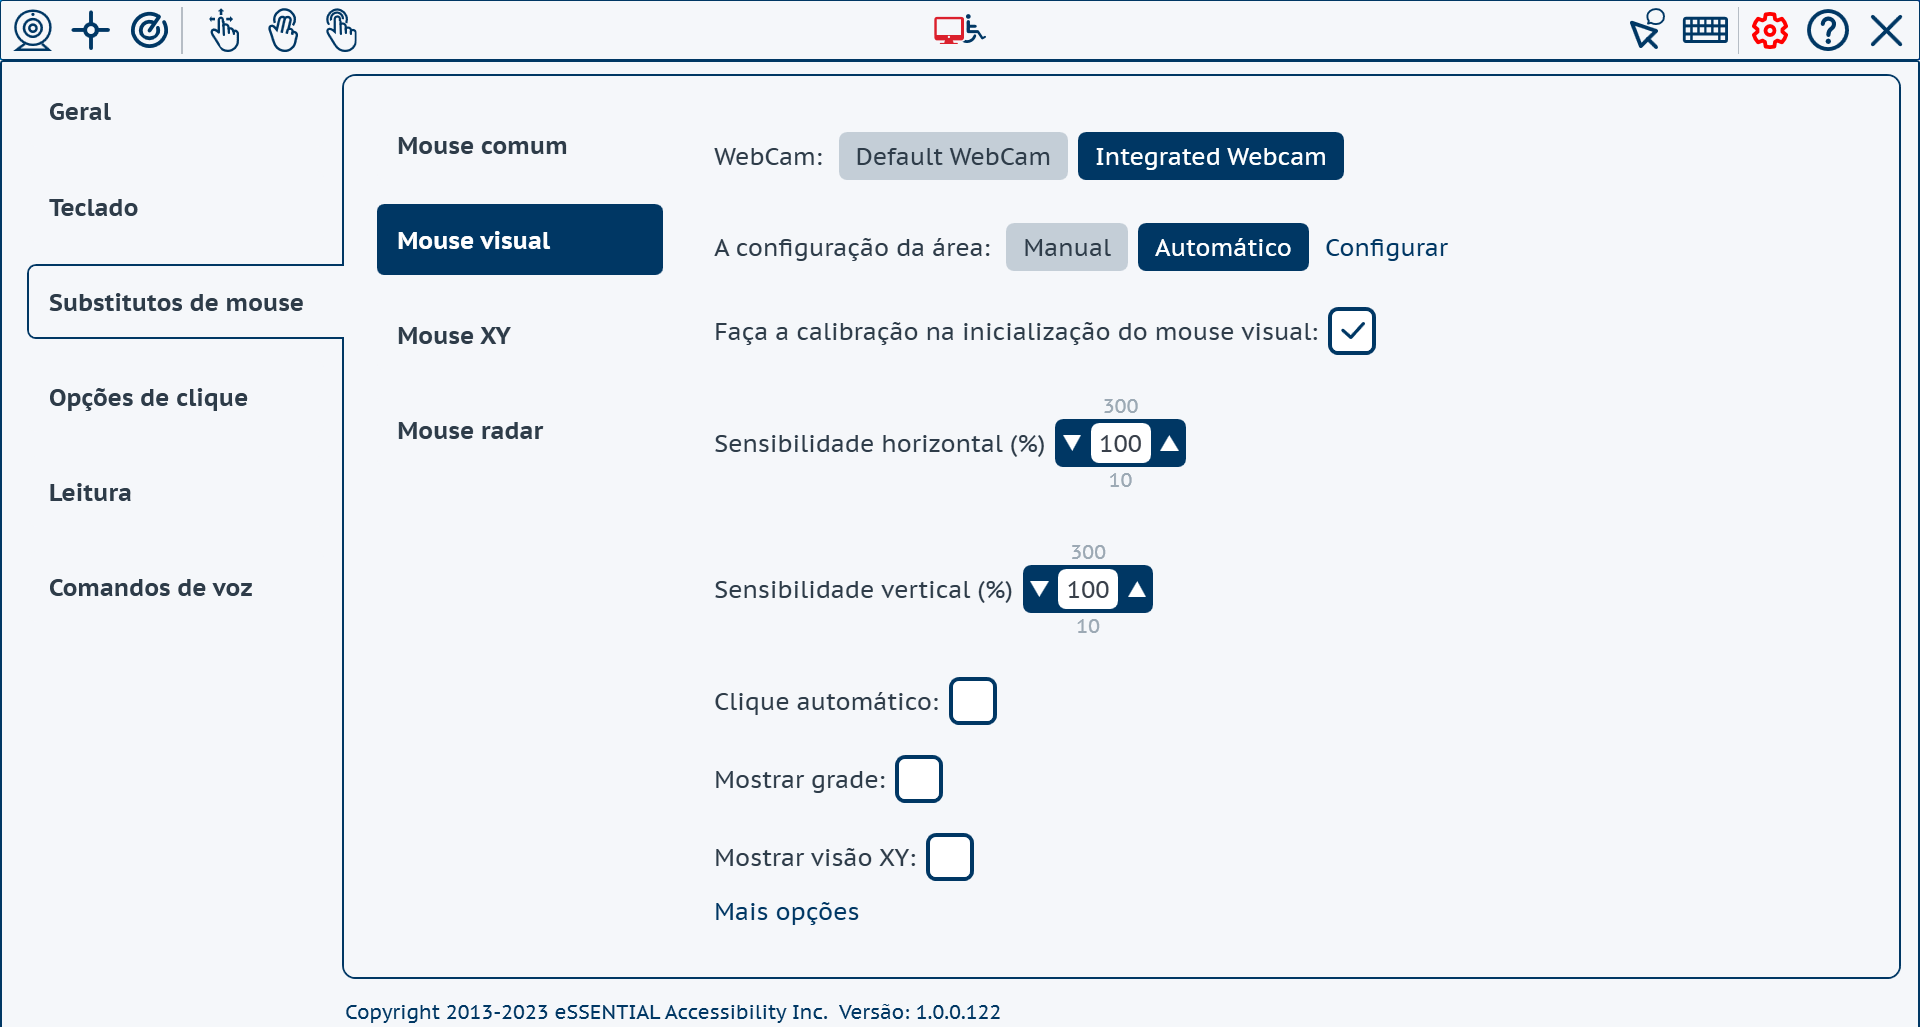 Geral
Teclado
Substitutos de mouse
Opções de clique
Leitura
Comandos de voz
Mouse comum
Mouse visual
Mouse XY
Mouse radar
WebCam: Default WebCam Integrated Webcam
A configuração da área: Manual Automático Configurar
Faça a calibração na inicialização do mouse visual:
300
Sensibilidade horizontal (%) 100
10
300
Sensibilidade vertical (%) 100
10
Clique automático:
Mostrar grade:
Mostrar visão XY:
Mais opções
Copyright 2013-2023 eSSENTIAL Accessibility Inc. Versão: 1.0.0.122